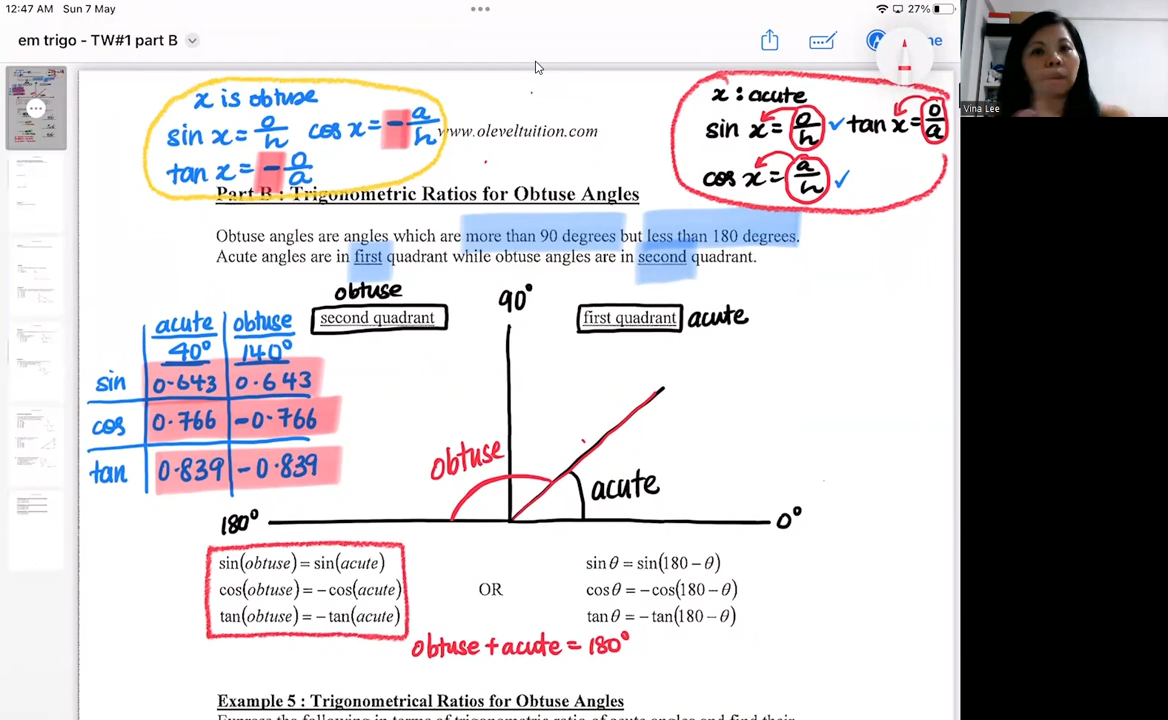 12:47 AM Sun 7 May
27%
em trigo - TW#1 part B
Vina Lee
x is obtuse
sin x = o/h cos x = - a/h
tan x = - o/a
www.oleveltuition.com
x : acute
sin x = o/h ✓ tan x = o/a
cos x = a/h ✓
Part B : Trigonometric Ratios for Obtuse Angles
Obtuse angles are angles which are more than 90 degrees but less than 180 degrees.
Acute angles are in first quadrant while obtuse angles are in second quadrant.
obtuse
second quadrant
90°
first quadrant acute
acute obtuse
40° 140°
sin 0.643 0.643
cos 0.766 -0.766
tan 0.839 -0.839
obtuse
acute
180°
0°
sin(obtuse) = sin(acute)
cos(obtuse) = -cos(acute)
tan(obtuse) = -tan(acute)
OR
sin θ = sin(180 - θ)
cos θ = -cos(180 - θ)
tan θ = -tan(180 - θ)
obtuse + acute = 180°
Example 5 : Trigonometrical Ratios for Obtuse Angles